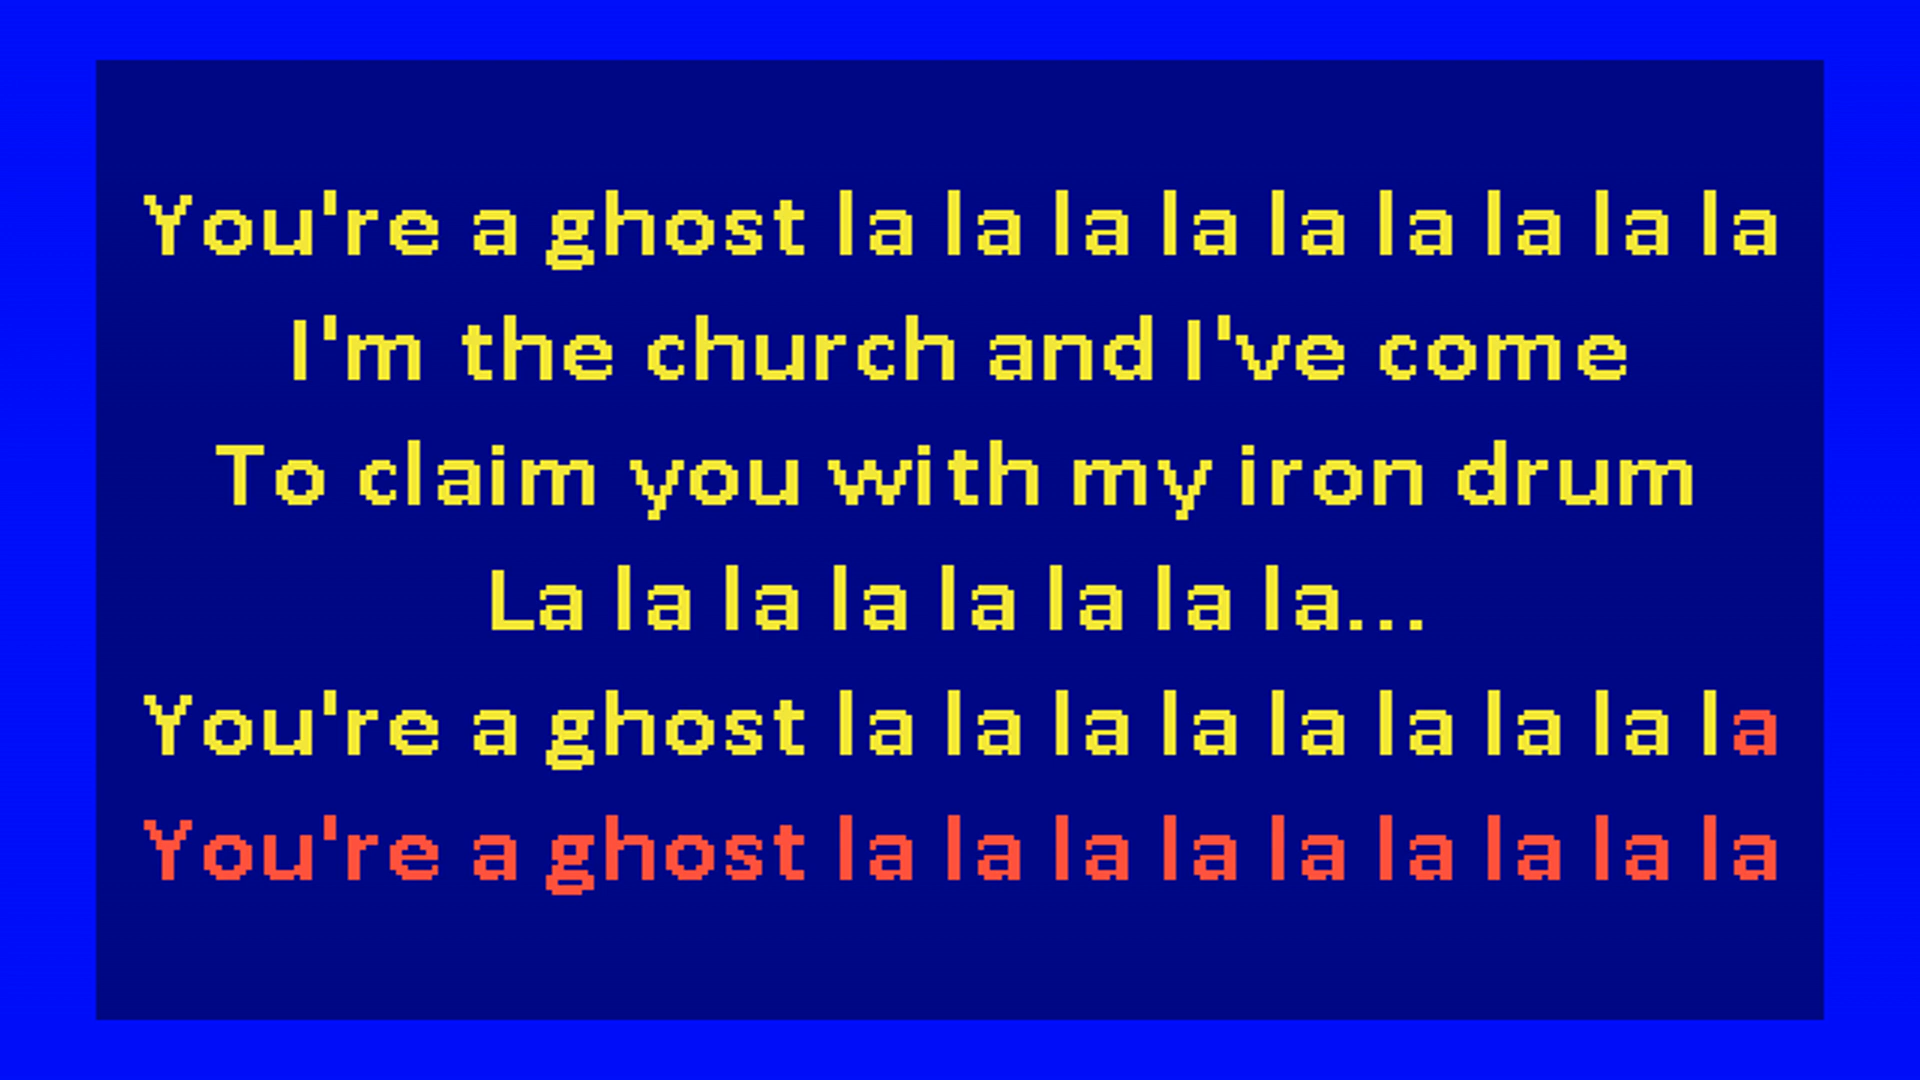 You're a ghost la la la la la la la la la
I'm the church and I've come
To claim you with my iron drum
La la la la la la la la...
You're a ghost la la la la la la la la la
You're a ghost la la la la la la la la la